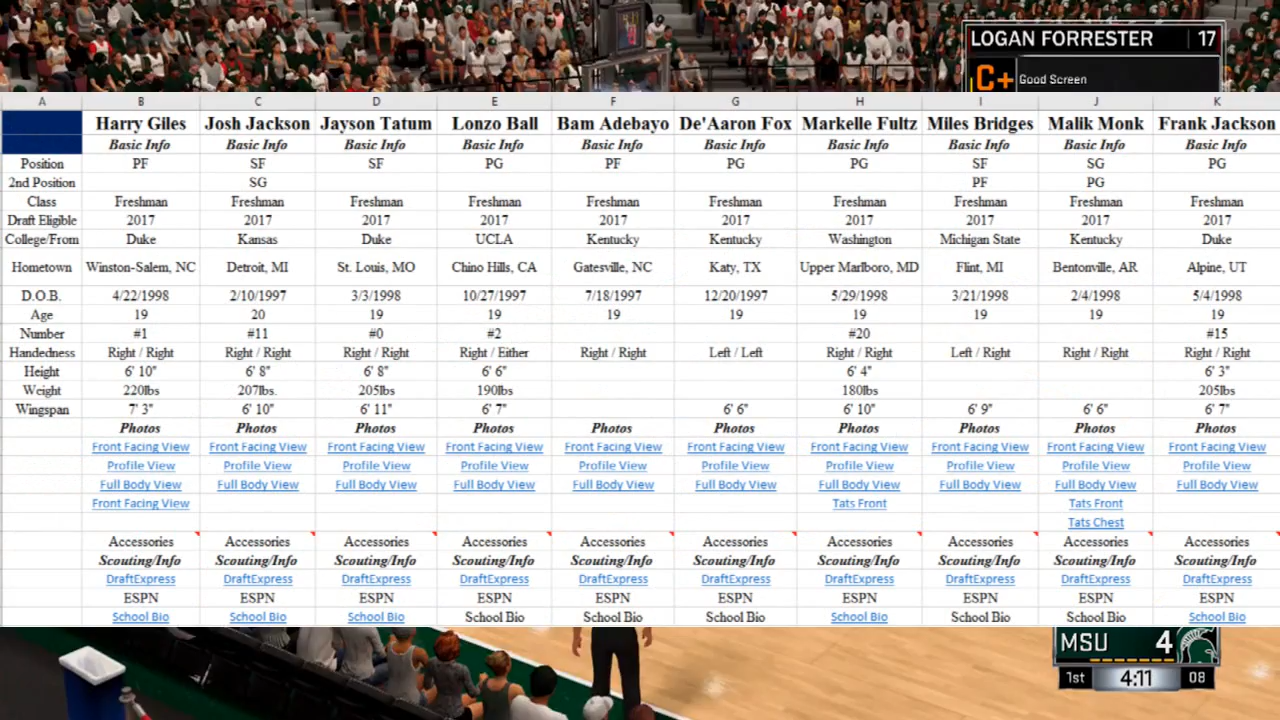 LOGAN FORRESTER 17
C+ Good Screen
A B C D E F G H I J K
Harry Giles Josh Jackson Jayson Tatum Lonzo Ball Bam Adebayo De'Aaron Fox Markelle Fultz Miles Bridges Malik Monk Frank Jackson
Basic Info Basic Info Basic Info Basic Info Basic Info Basic Info Basic Info Basic Info Basic Info Basic Info
Position PF SF SF PG PF PG PG SF SG PG
2nd Position SG PF PG
Class Freshman Freshman Freshman Freshman Freshman Freshman Freshman Freshman Freshman Freshman
Draft Eligible 2017 2017 2017 2017 2017 2017 2017 2017 2017 2017
College/From Duke Kansas Duke UCLA Kentucky Kentucky Washington Michigan State Kentucky Duke
Hometown Winston-Salem, NC Detroit, MI St. Louis, MO Chino Hills, CA Gatesville, NC Katy, TX Upper Marlboro, MD Flint, MI Bentonville, AR Alpine, UT
D.O.B. 4/22/1998 2/10/1997 3/3/1998 10/27/1997 7/18/1997 12/20/1997 5/29/1998 3/21/1998 2/4/1998 5/4/1998
Age 19 20 19 19 19 19 19 19 19 19
Number #1 #11 #0 #2 #20 #15
Handedness Right / Right Right / Right Right / Right Right / Either Right / Right Left / Left Right / Right Left / Right Right / Right Right / Right
Height 6' 10" 6' 8" 6' 8" 6' 6" 6' 4" 6' 3"
Weight 220lbs 207lbs. 205lbs 190lbs 180lbs 205lbs
Wingspan 7' 3" 6' 10" 6' 11" 6' 7" 6' 6" 6' 10" 6' 9" 6' 6" 6' 7"
Photos Photos Photos Photos Photos Photos Photos Photos Photos Photos
Front Facing View Front Facing View Front Facing View Front Facing View Front Facing View Front Facing View Front Facing View Front Facing View Front Facing View Front Facing View
Profile View Profile View Profile View Profile View Profile View Profile View Profile View Profile View Profile View Profile View
Full Body View Full Body View Full Body View Full Body View Full Body View Full Body View Full Body View Full Body View Full Body View Full Body View
Front Facing View Tats Front Tats Front
Tats Chest
Accessories Accessories Accessories Accessories Accessories Accessories Accessories Accessories Accessories Accessories
Scouting/Info Scouting/Info Scouting/Info Scouting/Info Scouting/Info Scouting/Info Scouting/Info Scouting/Info Scouting/Info Scouting/Info
DraftExpress DraftExpress DraftExpress DraftExpress DraftExpress DraftExpress DraftExpress DraftExpress DraftExpress DraftExpress
ESPN ESPN ESPN ESPN ESPN ESPN ESPN ESPN ESPN ESPN
School Bio School Bio School Bio School Bio School Bio School Bio School Bio School Bio School Bio School Bio
MSU 4
1st 4:11 08